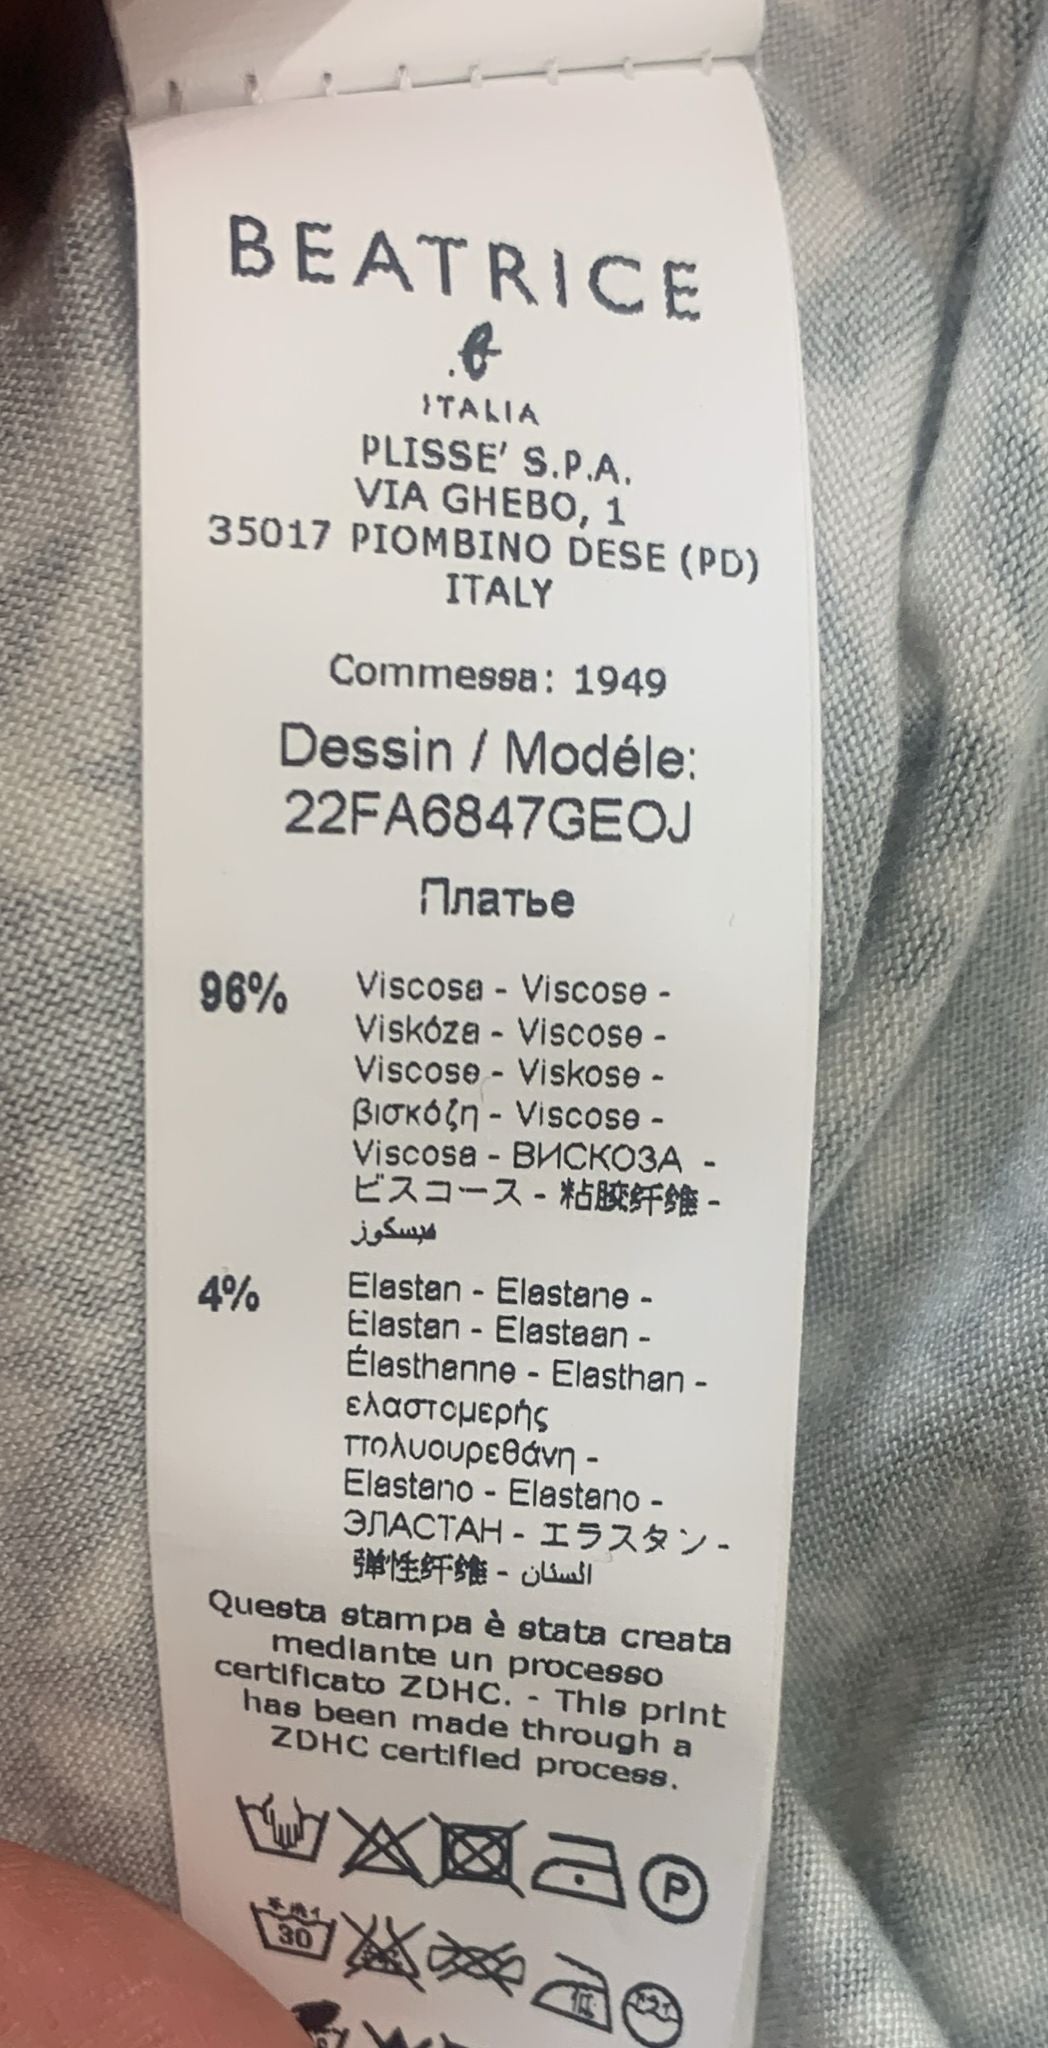 BEATRICE
.b
ITALIA
PLISSE' S.P.A.
VIA GHEBO, 1
35017 PIOMBINO DESE (PD)
ITALY
Commessa: 1949
Dessin / Modéle:
22FA6847GEOJ
Платье
96% Viscosa - Viscose -
Viskóza - Viscose -
Viscose - Viskose -
βισκόζη - Viscose -
Viscosa - ВИСКОЗА -
ビスコース - 粘胶纤维 -
فيسكوز
4% Elastan - Elastane -
Elastan - Elastaan -
Élasthanne - Elasthan -
ελαστομερής
πολυουρεθάνη -
Elastano - Elastano -
ЭЛАСТАН - エラスタン -
弹性纤维 - السنان
Questa stampa è stata creata
mediante un processo
certificato ZDHC. - This print
has been made through a
ZDHC certified process.
P
手洗イ
30
低